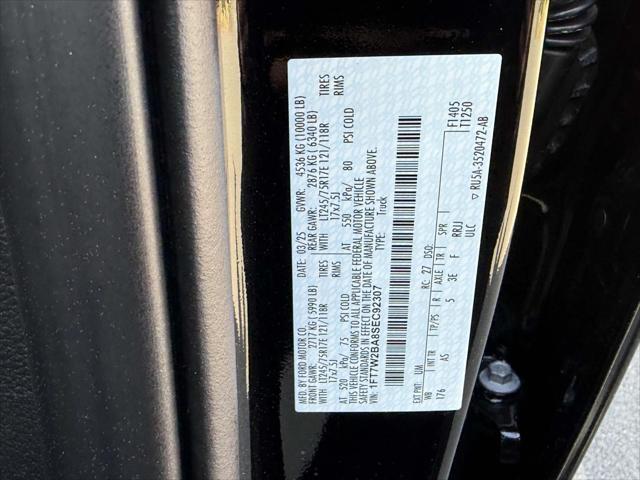 MFD. BY FORD MOTOR CO.
DATE: 03/25 GVWR: 4536 KG (10000 LB)
FRONT GAWR: 2717 KG (5990 LB) REAR GAWR: 2876 KG (6340 LB) TIRES
WITH LT245/75R17E 121/118R TIRES WITH LT245/75R17E 121/118R RIMS
17x7.5J RIMS 17x7.5J
AT 520 kPa/ 75 PSI COLD AT 550 kPa/ 80 PSI COLD
THIS VEHICLE CONFORMS TO ALL APPLICABLE FEDERAL MOTOR VEHICLE
SAFETY STANDARDS IN EFFECT ON THE DATE OF MANUFACTURE SHOWN ABOVE.
VIN: 1FT7W2BA8SEC92307 TYPE: Truck
F1405
T1250
EXT PNT: UM RC: 27 DSO:
WB INT TR TP/PS R AXLE TR SPR
176 AS 5 3E F RRJJ
ULC
▽ RU5A-3520472-AB